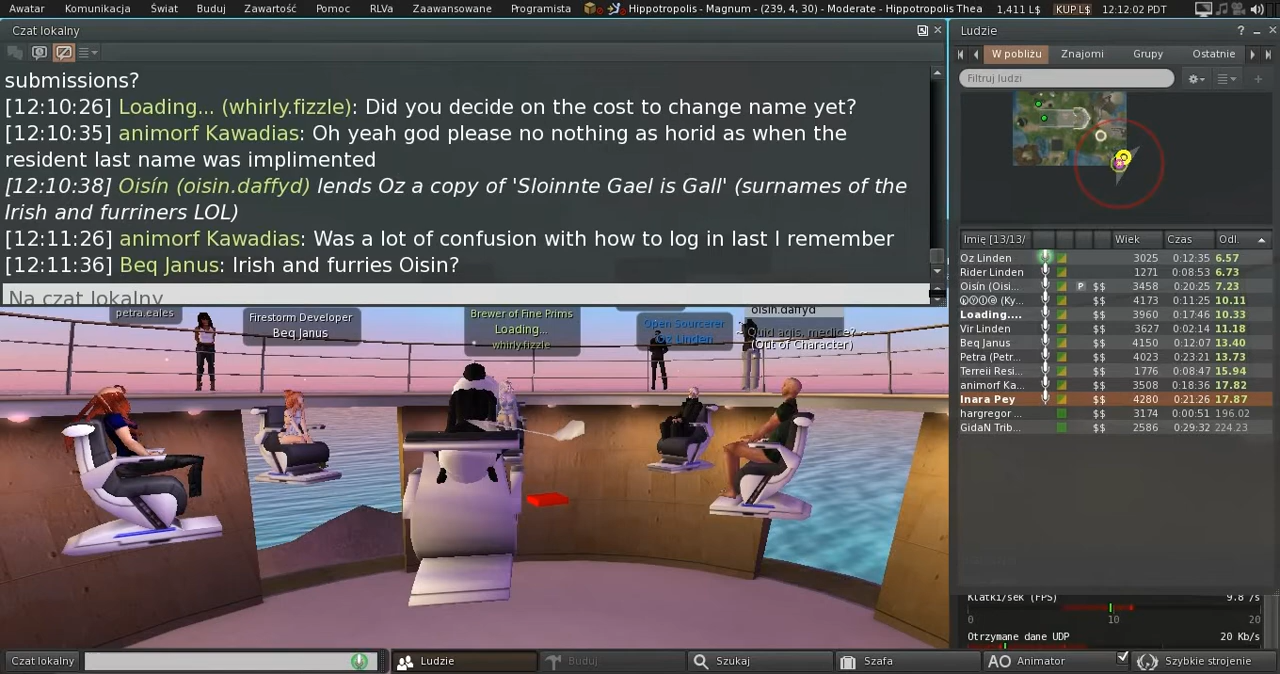 Awatar Komunikacja Świat Buduj Zawartość Pomoc RLVa Zaawansowane Programista Hippotropolis - Magnum - (239, 4, 30) - Moderate - Hippotropolis Thea 1,411 L$ KUP L$ 12:12:02 PDT
Czat lokalny
submissions?
[12:10:26] Loading... (whirly.fizzle): Did you decide on the cost to change name yet?
[12:10:35] animorf Kawadias: Oh yeah god please no nothing as horid as when the
resident last name was implimented
[12:10:38] Oisín (oisin.daffyd) lends Oz a copy of 'Sloinnte Gael is Gall' (surnames of the
Irish and furriners LOL)
[12:11:26] animorf Kawadias: Was a lot of confusion with how to log in last I remember
[12:11:36] Beq Janus: Irish and furries Oisin?
Na czat lokalny
petra.eales
Firestorm Developer
Beq Janus
Brewer of Fine Prims
Loading...
whirly.fizzle
Open Sourcerer
Oz Linden
oisin.daffyd
~ Quid agis, medice? ~
(Out of Character)
Ludzie
W pobliżu Znajomi Grupy Ostatnie
Filtruj ludzi
Imię [13/13/ Wiek Czas Odl.
Oz Linden 3025 0:12:35 6.57
Rider Linden 1271 0:08:53 6.73
Oisín (Oisi... P $$ 3458 0:20:25 7.23
(Ky... $$ 4173 0:11:25 10.11
Loading.... $$ 3960 0:17:46 10.33
Vir Linden $$ 3627 0:02:14 11.18
Beq Janus $$ 4150 0:12:07 13.40
Petra (Petr... $$ 4023 0:23:21 13.73
Terreii Resi... $$ 1776 0:08:47 15.94
animorf Ka... $$ 3508 0:18:36 17.82
Inara Pey $$ 4280 0:21:26 17.87
hargregor ... $$ 3174 0:00:51 196.02
GidaN Trib... $$ 2586 0:29:32 224.23
Klatki/sek (FPS) 9.8 /s
0 10 20
Otrzymane dane UDP 20 Kb/s
Czat lokalny Ludzie Buduj Szukaj Szafa AO Animator Szybkie strojenie